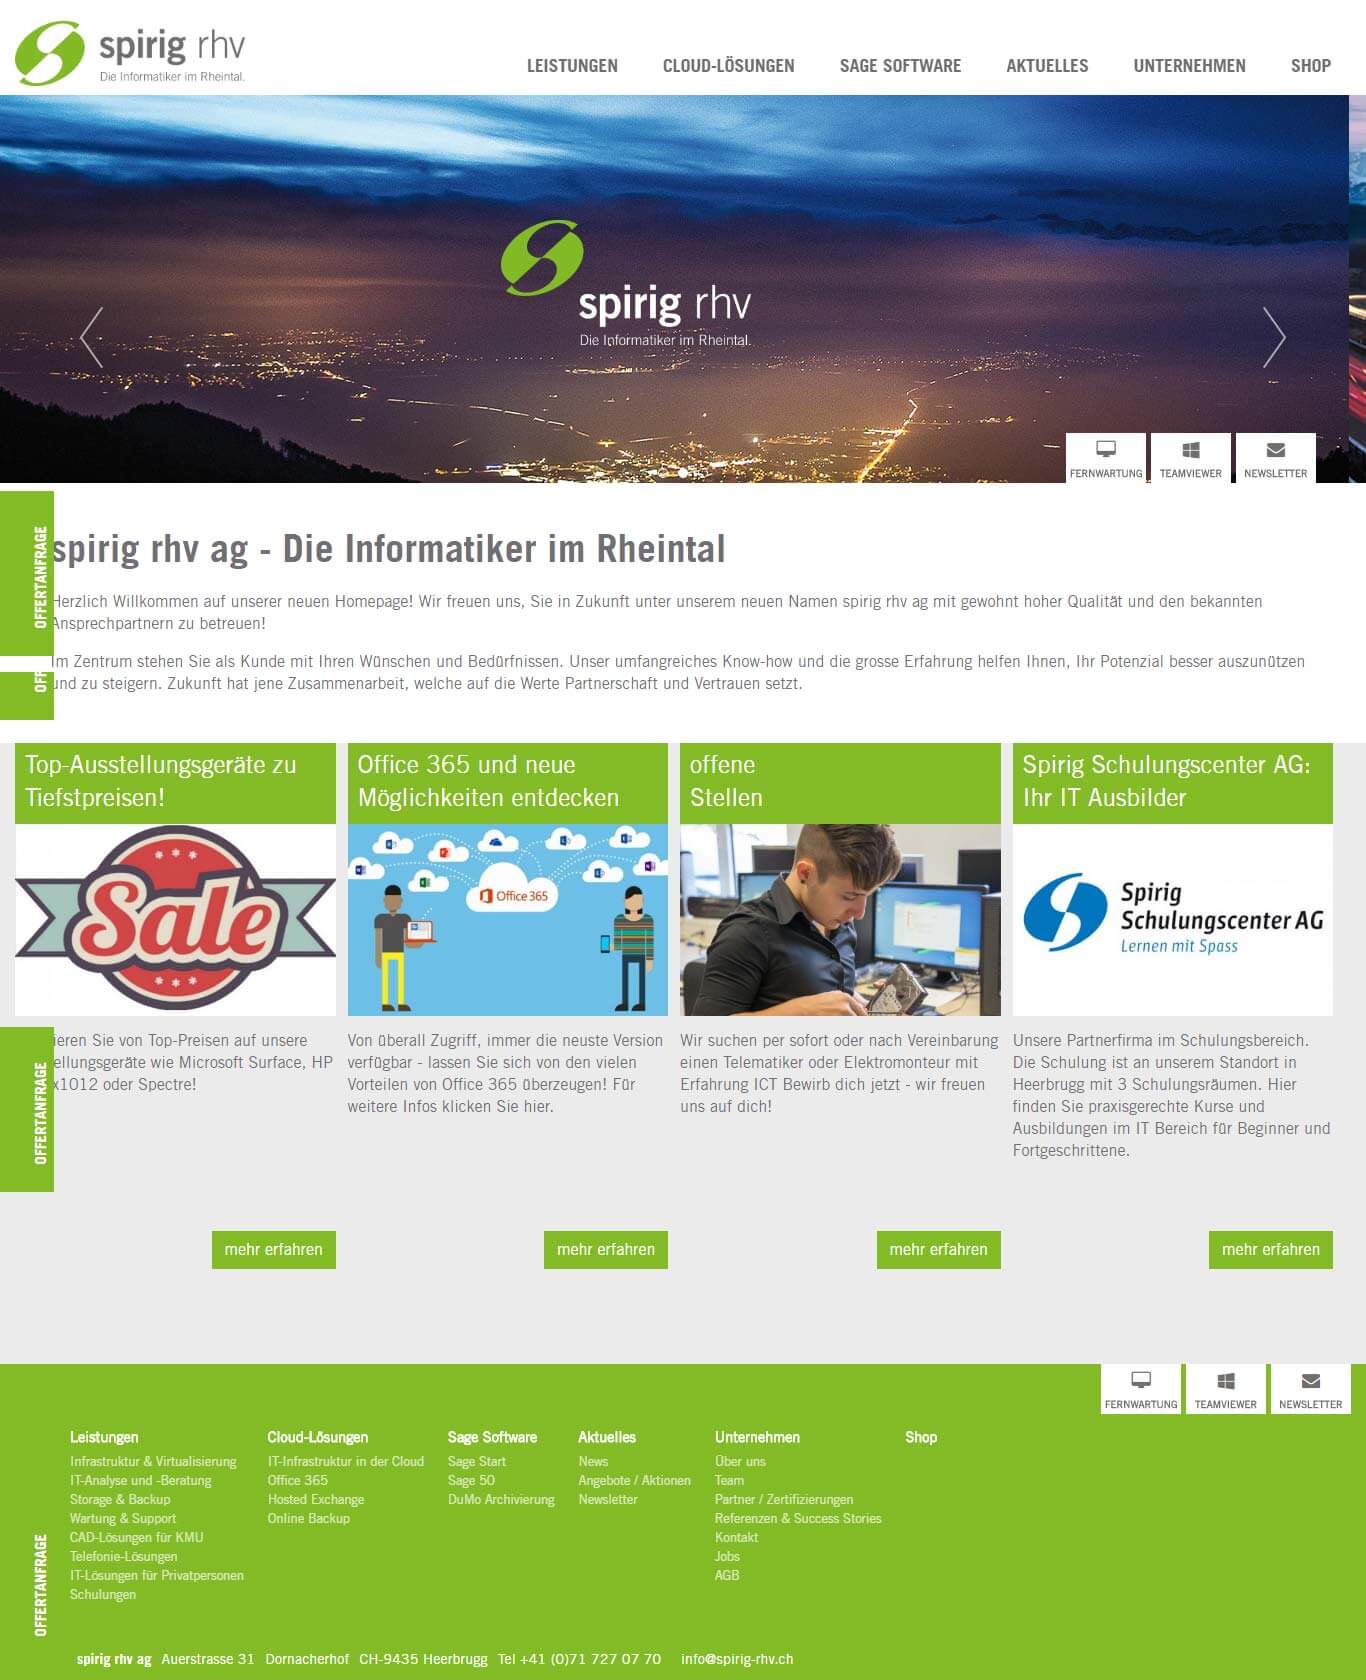 spirig rhv
Die Informatiker im Rheintal.
LEISTUNGEN CLOUD-LÖSUNGEN SAGE SOFTWARE AKTUELLES UNTERNEHMEN SHOP
spirig rhv
Die Informatiker im Rheintal.
FERNWARTUNG TEAMVIEWER NEWSLETTER
OFFERTANFRAGE
spirig rhv ag - Die Informatiker im Rheintal
Herzlich Willkommen auf unserer neuen Homepage! Wir freuen uns, Sie in Zukunft unter unserem neuen Namen spirig rhv ag mit gewohnt hoher Qualität und den bekannten
Ansprechpartnern zu betreuen!
Im Zentrum stehen Sie als Kunde mit Ihren Wünschen und Bedürfnissen. Unser umfangreiches Know-how und die grosse Erfahrung helfen Ihnen, Ihr Potenzial besser auszunützen
und zu steigern. Zukunft hat jene Zusammenarbeit, welche auf die Werte Partnerschaft und Vertrauen setzt.
OFF
Top-Ausstellungsgeräte zu
Tiefstpreisen!
Sale
ieren Sie von Top-Preisen auf unsere
ellungsgeräte wie Microsoft Surface, HP
x1012 oder Spectre!
mehr erfahren
Office 365 und neue
Möglichkeiten entdecken
Office 365
Von überall Zugriff, immer die neuste Version
verfügbar - lassen Sie sich von den vielen
Vorteilen von Office 365 überzeugen! Für
weitere Infos klicken Sie hier.
mehr erfahren
offene
Stellen
Wir suchen per sofort oder nach Vereinbarung
einen Telematiker oder Elektromonteur mit
Erfahrung ICT Bewirb dich jetzt - wir freuen
uns auf dich!
mehr erfahren
Spirig Schulungscenter AG:
Ihr IT Ausbilder
Spirig
Schulungscenter AG
Lernen mit Spass
Unsere Partnerfirma im Schulungsbereich.
Die Schulung ist an unserem Standort in
Heerbrugg mit 3 Schulungsräumen. Hier
finden Sie praxisgerechte Kurse und
Ausbildungen im IT Bereich für Beginner und
Fortgeschrittene.
mehr erfahren
OFFERTANFRAGE
FERNWARTUNG TEAMVIEWER NEWSLETTER
Leistungen
Infrastruktur & Virtualisierung
IT-Analyse und -Beratung
Storage & Backup
Wartung & Support
CAD-Lösungen für KMU
Telefonie-Lösungen
IT-Lösungen für Privatpersonen
Schulungen
Cloud-Lösungen
IT-Infrastruktur in der Cloud
Office 365
Hosted Exchange
Online Backup
Sage Software
Sage Start
Sage 50
DuMo Archivierung
Aktuelles
News
Angebote / Aktionen
Newsletter
Unternehmen
Über uns
Team
Partner / Zertifizierungen
Referenzen & Success Stories
Kontakt
Jobs
AGB
Shop
OFFERTANFRAGE
spirig rhv ag Auerstrasse 31 Dornacherhof CH-9435 Heerbrugg Tel +41 (0)71 727 07 70 info@spirig-rhv.ch